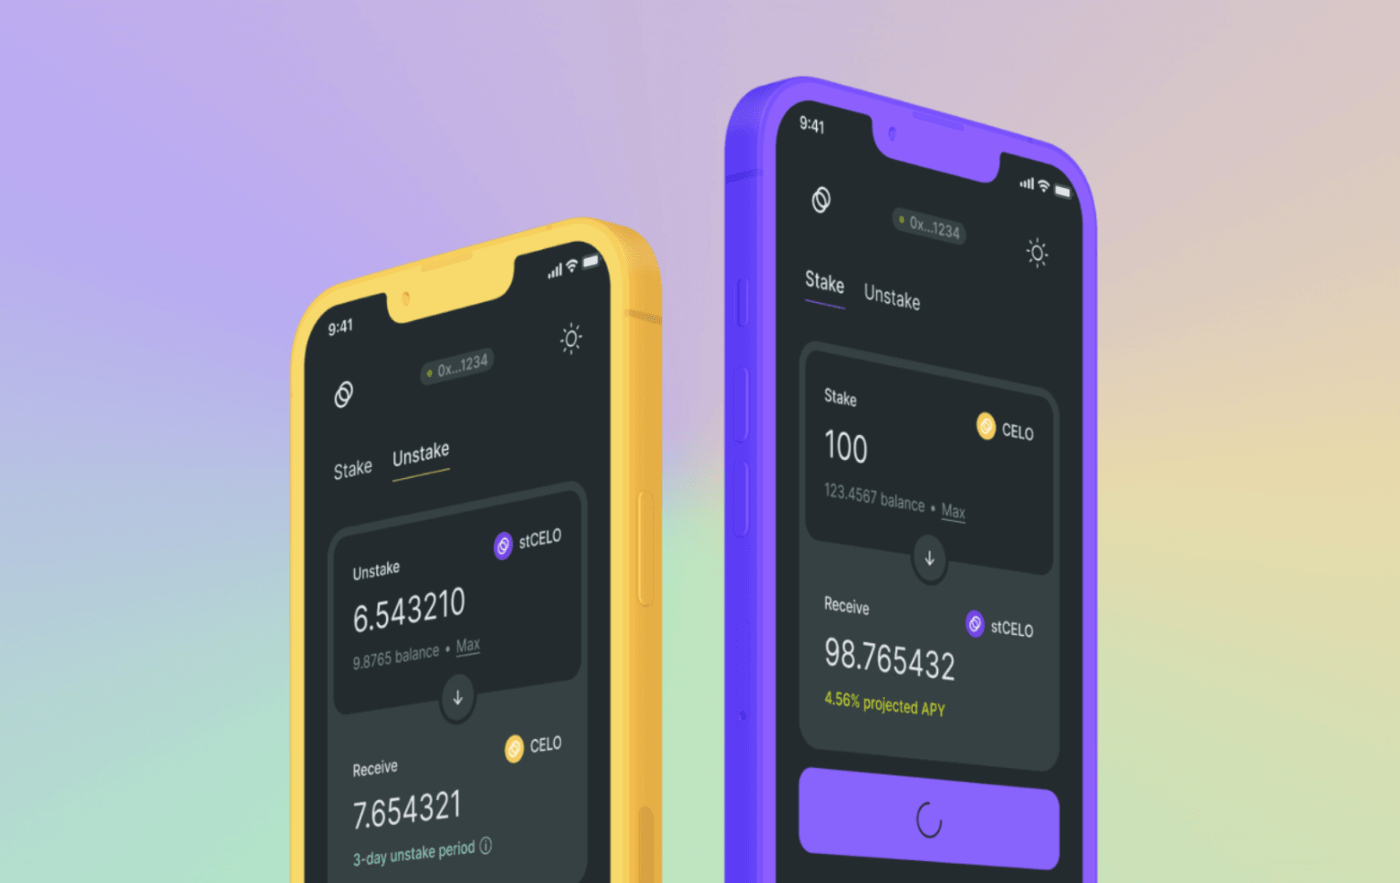 9:41
0x...1234
Stake Unstake
Unstake
stCELO
6.543210
9.8765 balance • Max
Receive
CELO
7.654321
3-day unstake period
9:41
0x...1234
Stake Unstake
Stake
CELO
100
123.4567 balance • Max
Receive
stCELO
98.765432
4.56% projected APY